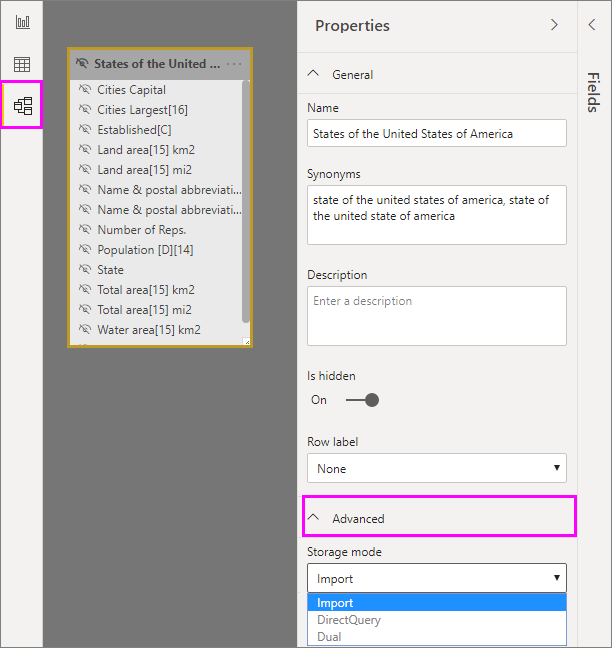 States of the United ...
Cities Capital
Cities Largest[16]
Established[C]
Land area[15] km2
Land area[15] mi2
Name & postal abbreviati...
Name & postal abbreviati...
Number of Reps.
Population [D][14]
State
Total area[15] km2
Total area[15] mi2
Water area[15] km2
Properties
General
Name
States of the United States of America
Synonyms
state of the united states of america, state of
the united state of america
Description
Enter a description
Is hidden
On
Row label
None
Advanced
Storage mode
Import
Import
DirectQuery
Dual
Fields